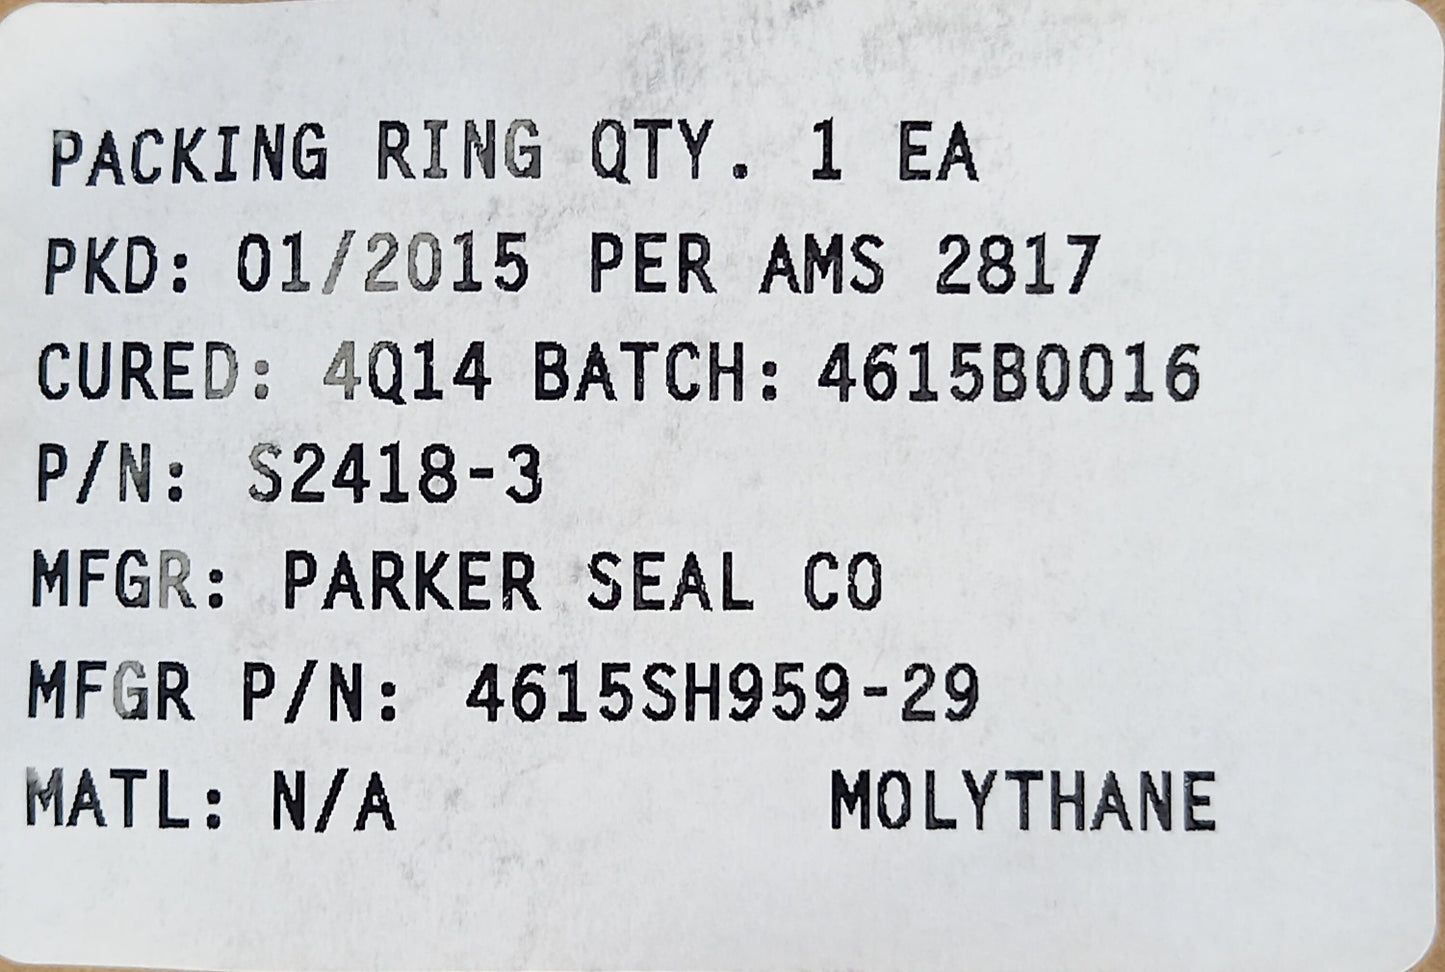 PACKING RING QTY. 1 EA
PKD: 01/2015 PER AMS 2817
CURED: 4Q14 BATCH: 4615B0016
P/N: S2418-3
MFGR: PARKER SEAL CO
MFGR P/N: 4615SH959-29
MATL: N/A MOLYTHANE